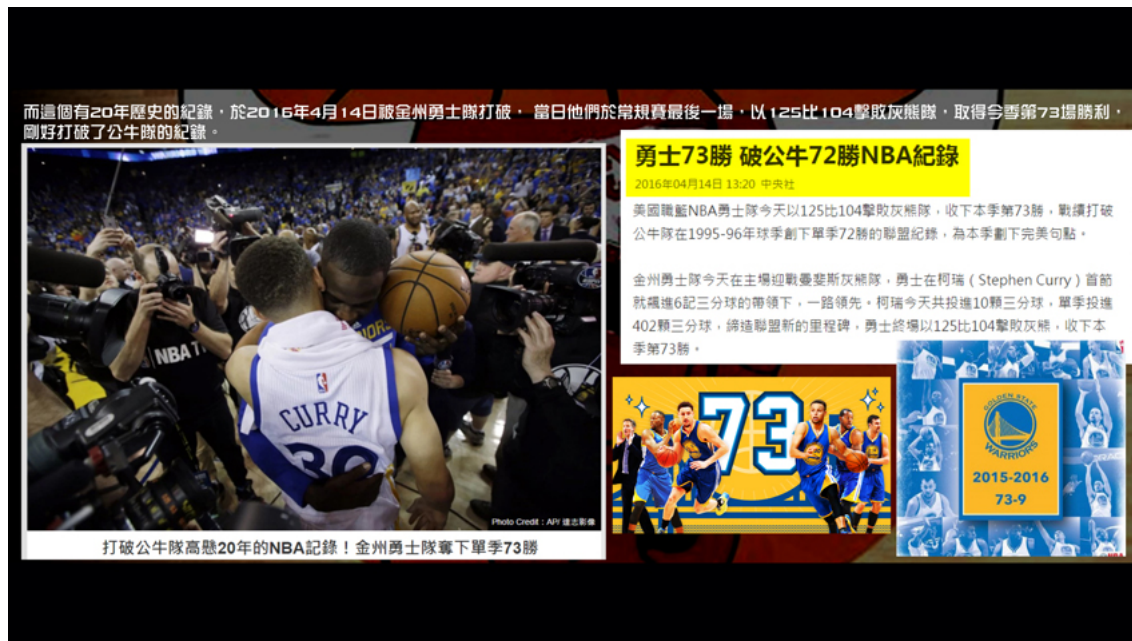 而這個有20年歷史的紀錄，於2016年4月14日被金州勇士隊打破， 當日他們於常規賽最後一場，以125比104擊敗灰熊隊，取得今季第73場勝利，
剛好打破了公牛隊的紀錄。
勇士73勝 破公牛72勝NBA紀錄
2016年04月14日 13:20 中央社
美國職籃NBA勇士隊今天以125比104擊敗灰熊隊，收下本季第73勝，戰績打破
公牛隊在1995-96年球季創下單季72勝的聯盟紀錄，為本季劃下完美句點。
金州勇士隊今天在主場迎戰曼斐斯灰熊隊，勇士在柯瑞（Stephen Curry）首節
就飆進6記三分球的帶領下，一路領先。柯瑞今天共投進10顆三分球，單季投進
402顆三分球，締造聯盟新的里程碑，勇士終場以125比104擊敗灰熊，收下本
季第73勝。
NBA T
CURRY
30
Photo Credit：AP/ 達志影像
打破公牛隊高懸20年的NBA記錄！金州勇士隊奪下單季73勝
73
GOLDEN STATE
WARRIORS
2015-2016
73-9